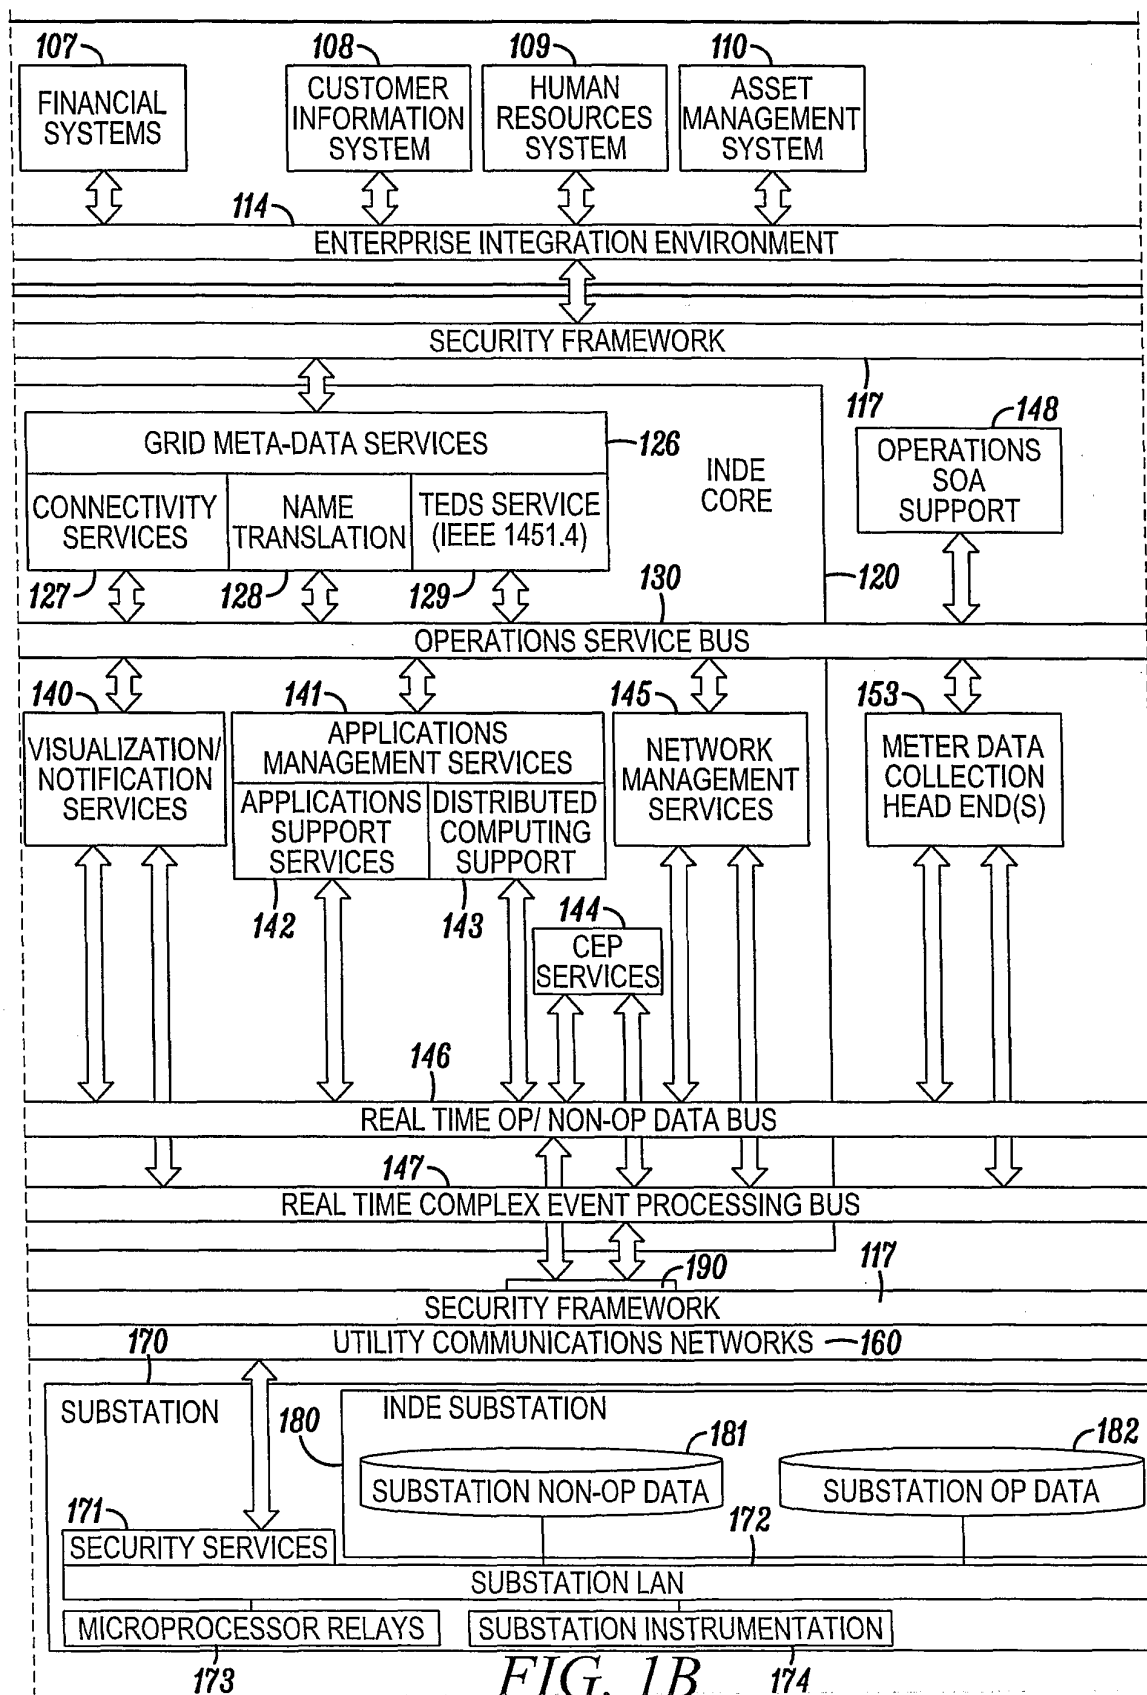 107
108
109
110
FINANCIAL
SYSTEMS
CUSTOMER
INFORMATION
SYSTEM
HUMAN
RESOURCES
SYSTEM
ASSET
MANAGEMENT
SYSTEM
114
ENTERPRISE INTEGRATION ENVIRONMENT
SECURITY FRAMEWORK
117
148
GRID META-DATA SERVICES
126
CONNECTIVITY
SERVICES
NAME
TRANSLATION
TEDS SERVICE
(IEEE 1451.4)
INDE
CORE
OPERATIONS
SOA
SUPPORT
127
128
129
130
120
OPERATIONS SERVICE BUS
140
141
145
153
VISUALIZATION/
NOTIFICATION
SERVICES
APPLICATIONS
MANAGEMENT SERVICES
APPLICATIONS
SUPPORT
SERVICES
DISTRIBUTED
COMPUTING
SUPPORT
NETWORK
MANAGEMENT
SERVICES
METER DATA
COLLECTION
HEAD END(S)
142
143
144
CEP
SERVICES
146
REAL TIME OP/ NON-OP DATA BUS
147
REAL TIME COMPLEX EVENT PROCESSING BUS
190
117
SECURITY FRAMEWORK
UTILITY COMMUNICATIONS NETWORKS
160
170
SUBSTATION
180
INDE SUBSTATION
181
182
SUBSTATION NON-OP DATA
SUBSTATION OP DATA
171
172
SECURITY SERVICES
SUBSTATION LAN
MICROPROCESSOR RELAYS
SUBSTATION INSTRUMENTATION
173
174
FIG. 1B